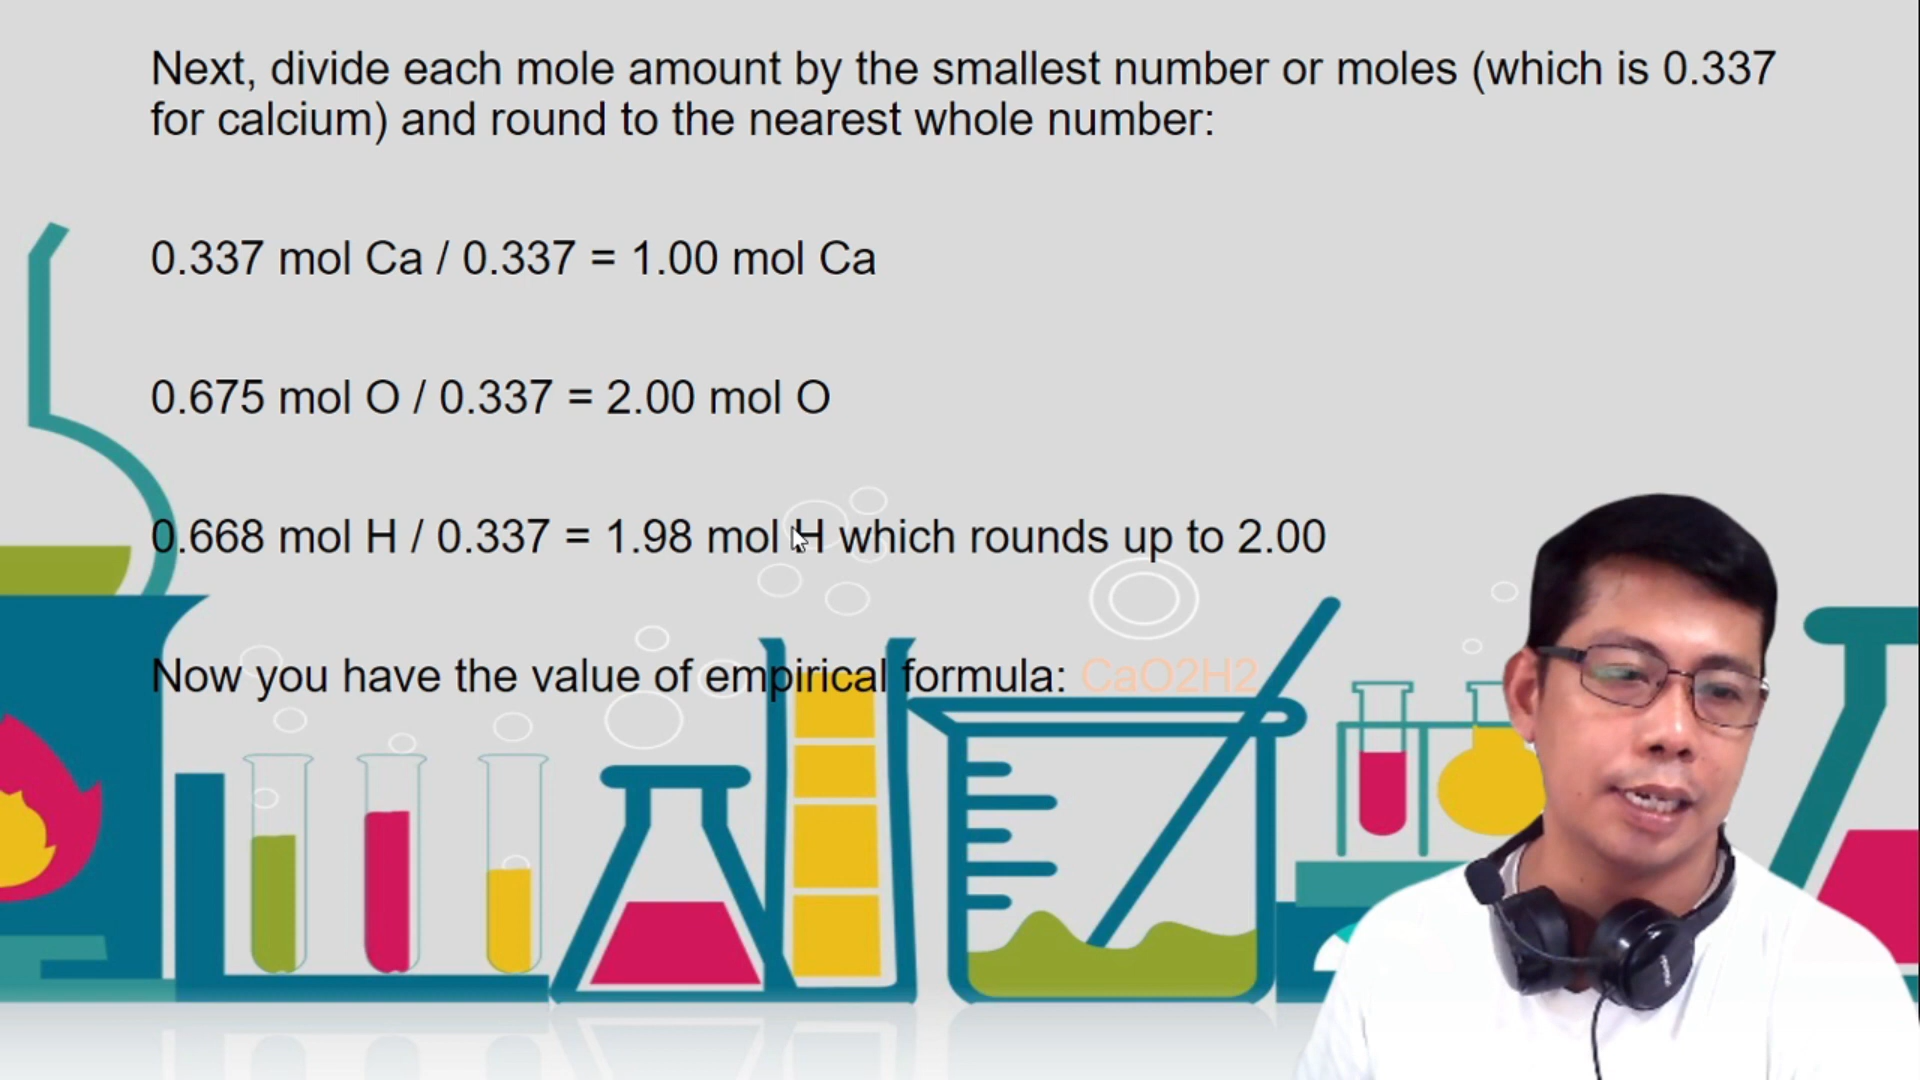 Next, divide each mole amount by the smallest number or moles (which is 0.337
for calcium) and round to the nearest whole number:
0.337 mol Ca / 0.337 = 1.00 mol Ca
0.675 mol O / 0.337 = 2.00 mol O
0.668 mol H / 0.337 = 1.98 mol H which rounds up to 2.00
Now you have the value of empirical formula: CaO2H2